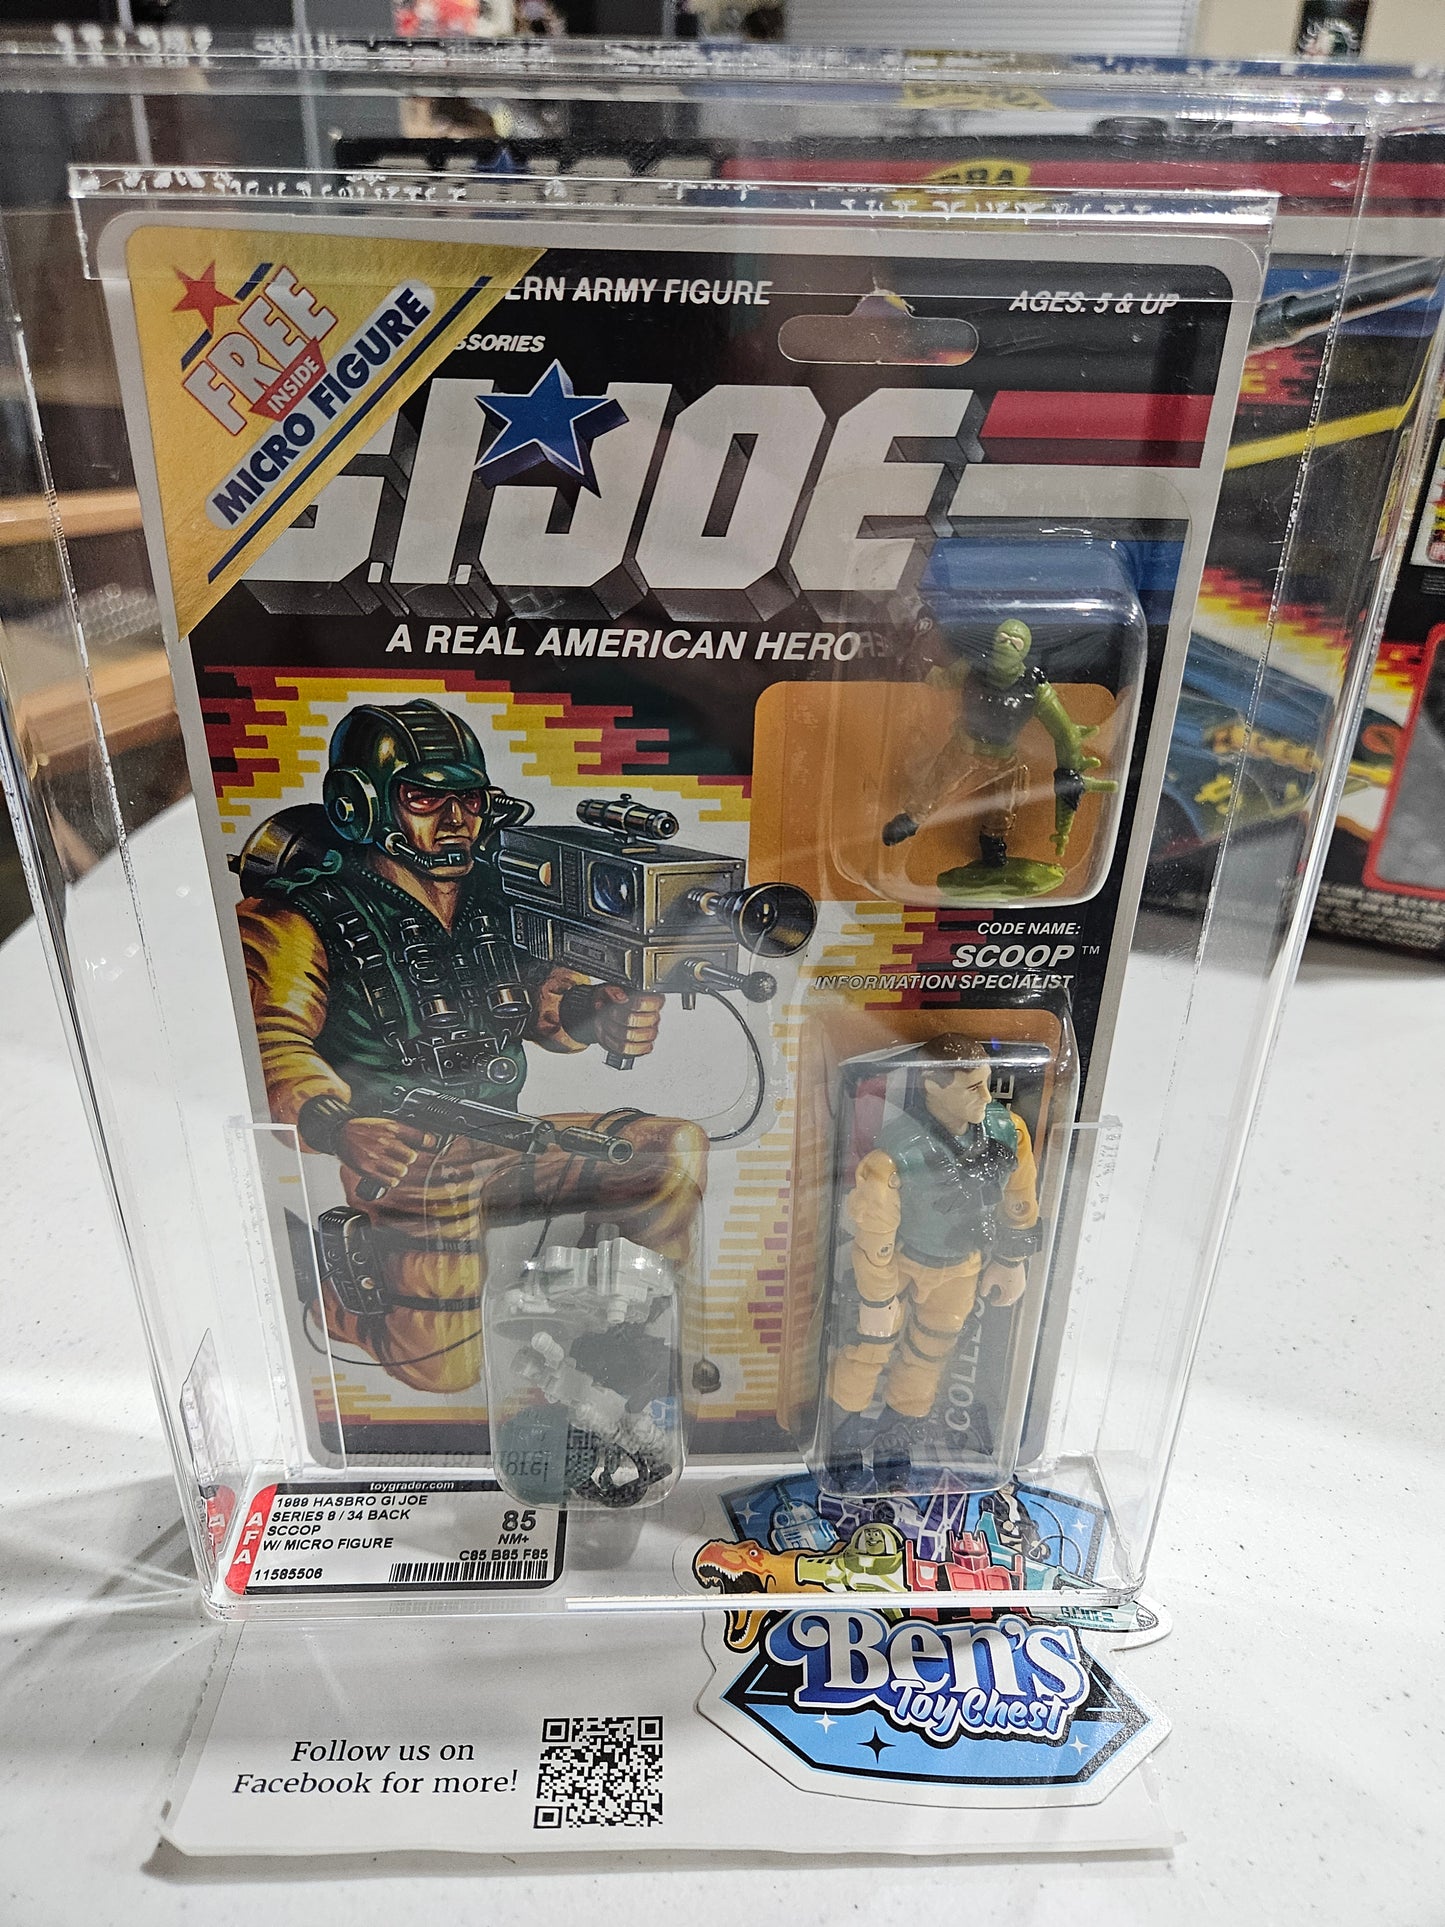 FREE
INSIDE
MICRO FIGURE
ERN ARMY FIGURE
AGES: 5 & UP
SSORIES
G.I.JOE
A REAL AMERICAN HERO
CODE NAME:
SCOOP™
INFORMATION SPECIALIST
toygrader.com
AFA
1989 HASBRO GI JOE
SERIES 8 / 34 BACK
SCOOP
W/ MICRO FIGURE
85
NM+
C85 B85 F85
11585506
Ben's
Toy Chest
Follow us on
Facebook for more!